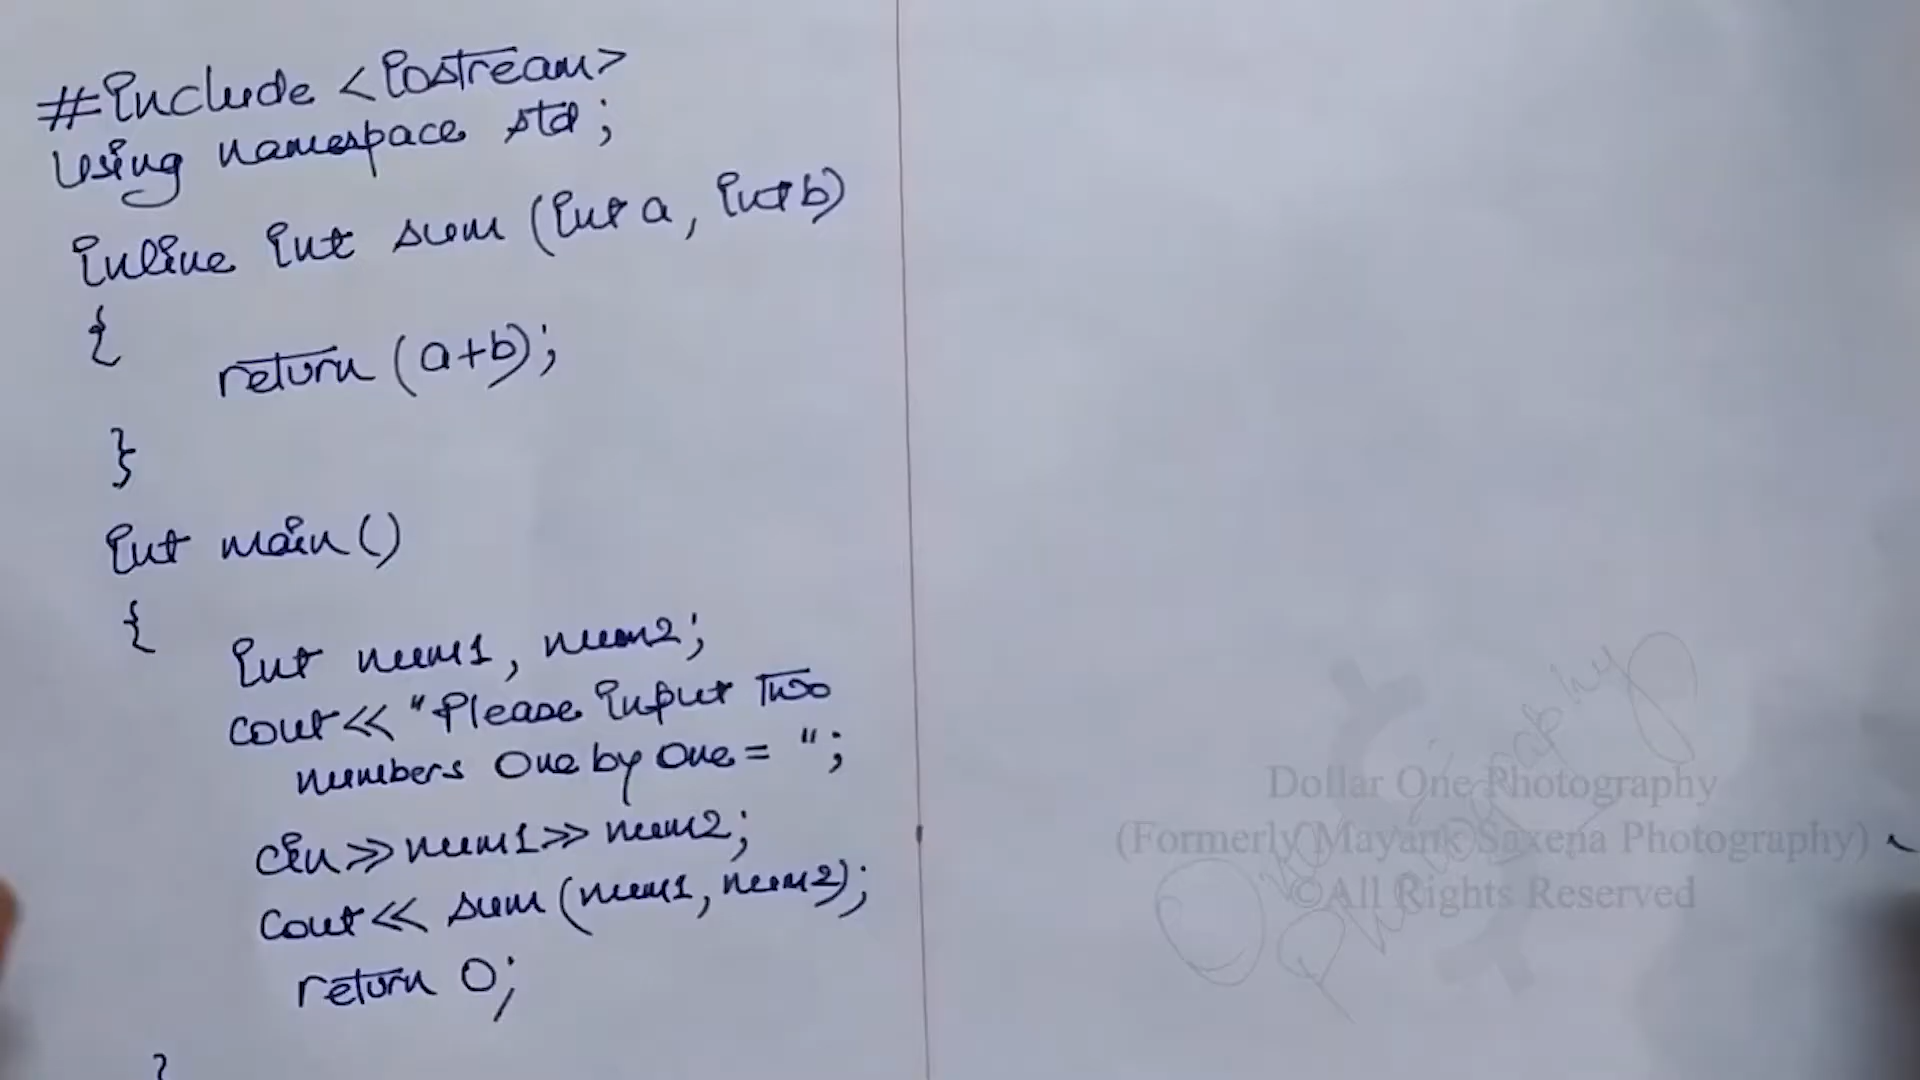 #include <iostream>
using namespace std;
inline int sum (int a, int b)
{
return (a+b);
}
int main ()
{
int num1, num2;
cout << "Please input Two
numbers One by One = ";
cin >> num1 >> num2;
cout << sum (num1, num2);
return 0;
}
Dollar One Photography
(Formerly Mayank Saxena Photography)
©All Rights Reserved